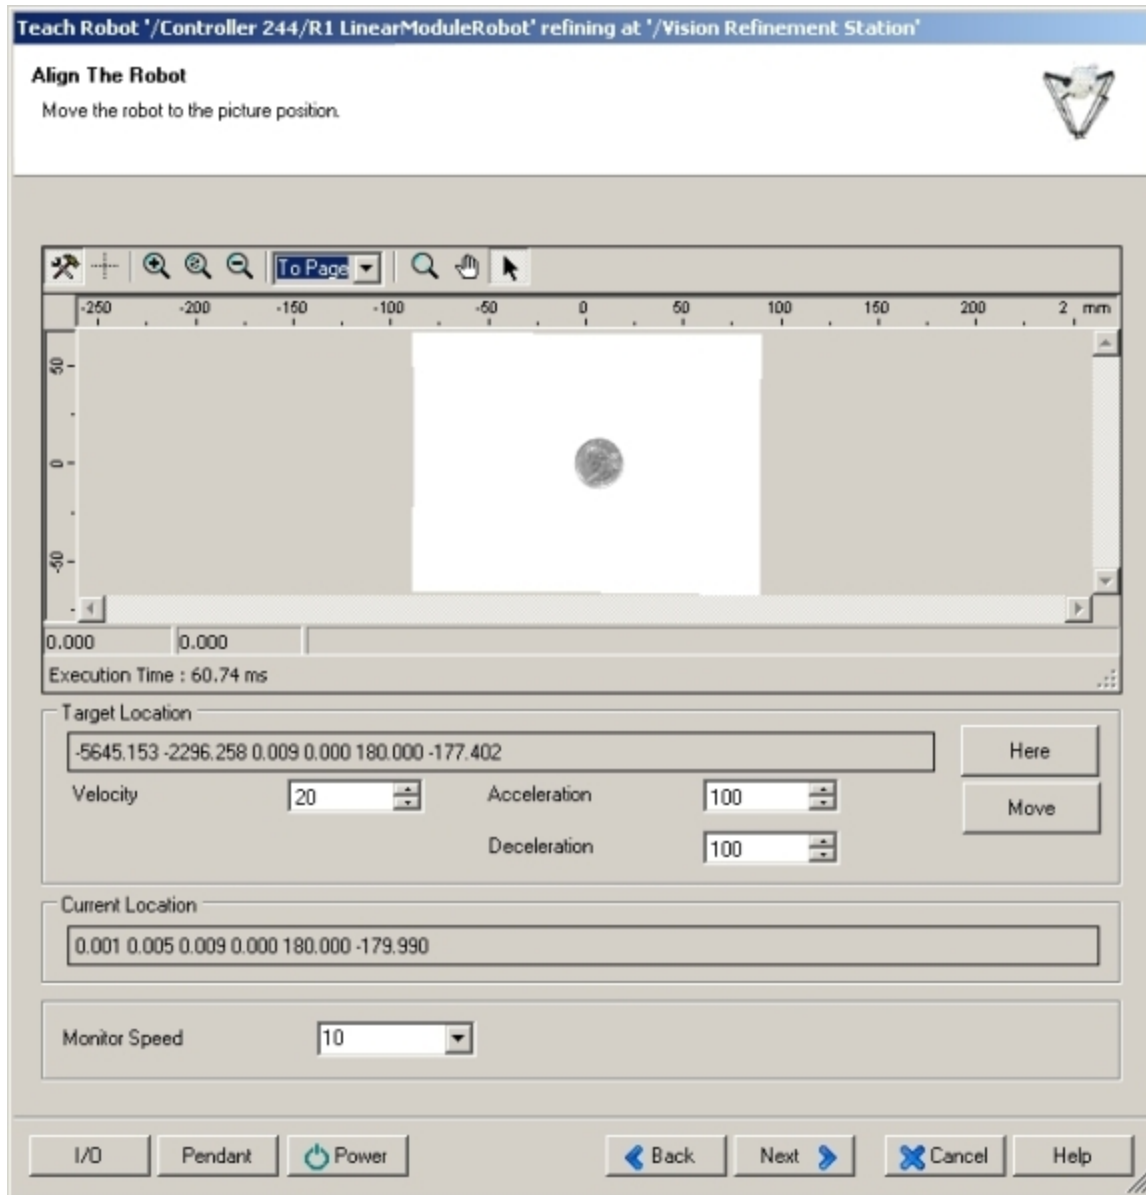 Teach Robot '/Controller 244/R1 LinearModuleRobot' refining at '/Vision Refinement Station'
Align The Robot
Move the robot to the picture position.
To Page
-250 -200 -150 -100 -50 0 50 100 150 200 2 mm
50
0
-50
0.000 0.000
Execution Time : 60.74 ms
Target Location
-5645.153 -2296.258 0.009 0.000 180.000 -177.402
Here
Velocity 20 Acceleration 100
Move
Deceleration 100
Current Location
0.001 0.005 0.009 0.000 180.000 -179.990
Monitor Speed 10
I/O Pendant Power Back Next Cancel Help